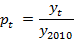 p_t = y_t / y_2010